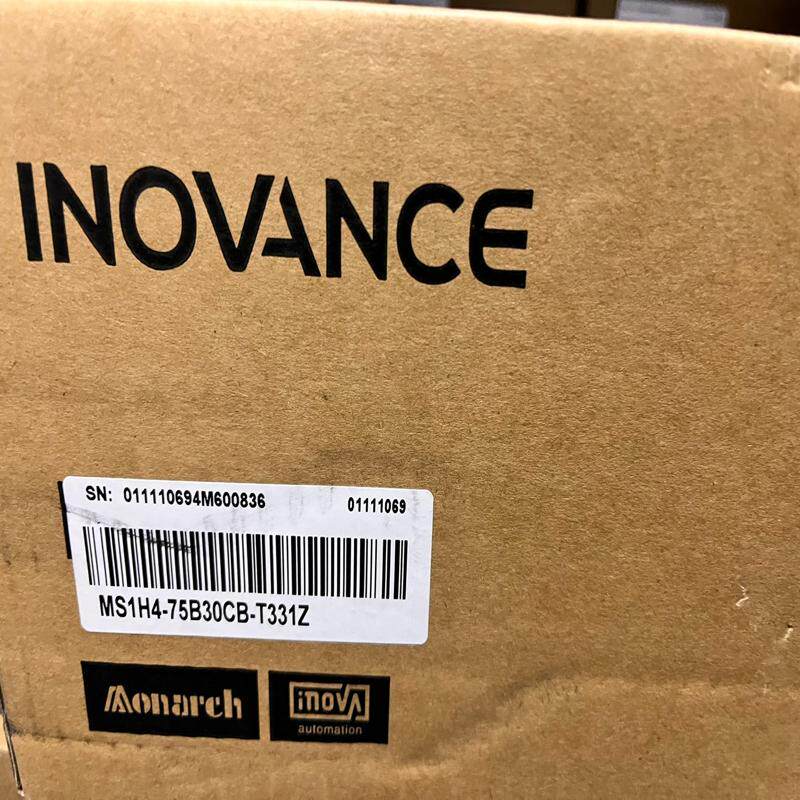 INOVANCE
SN: 011110694M600836 01111069
MS1H4-75B30CB-T331Z
Monarch
inovA
automation